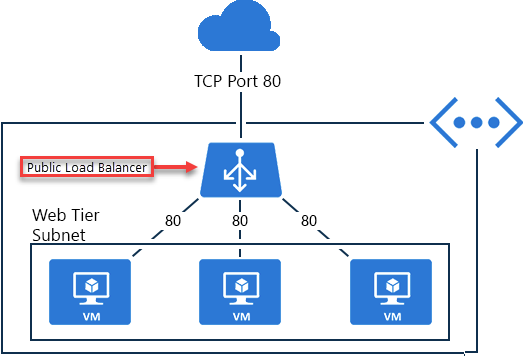 TCP Port 80
Public Load Balancer
Web Tier
Subnet
80 80 80
VM VM VM